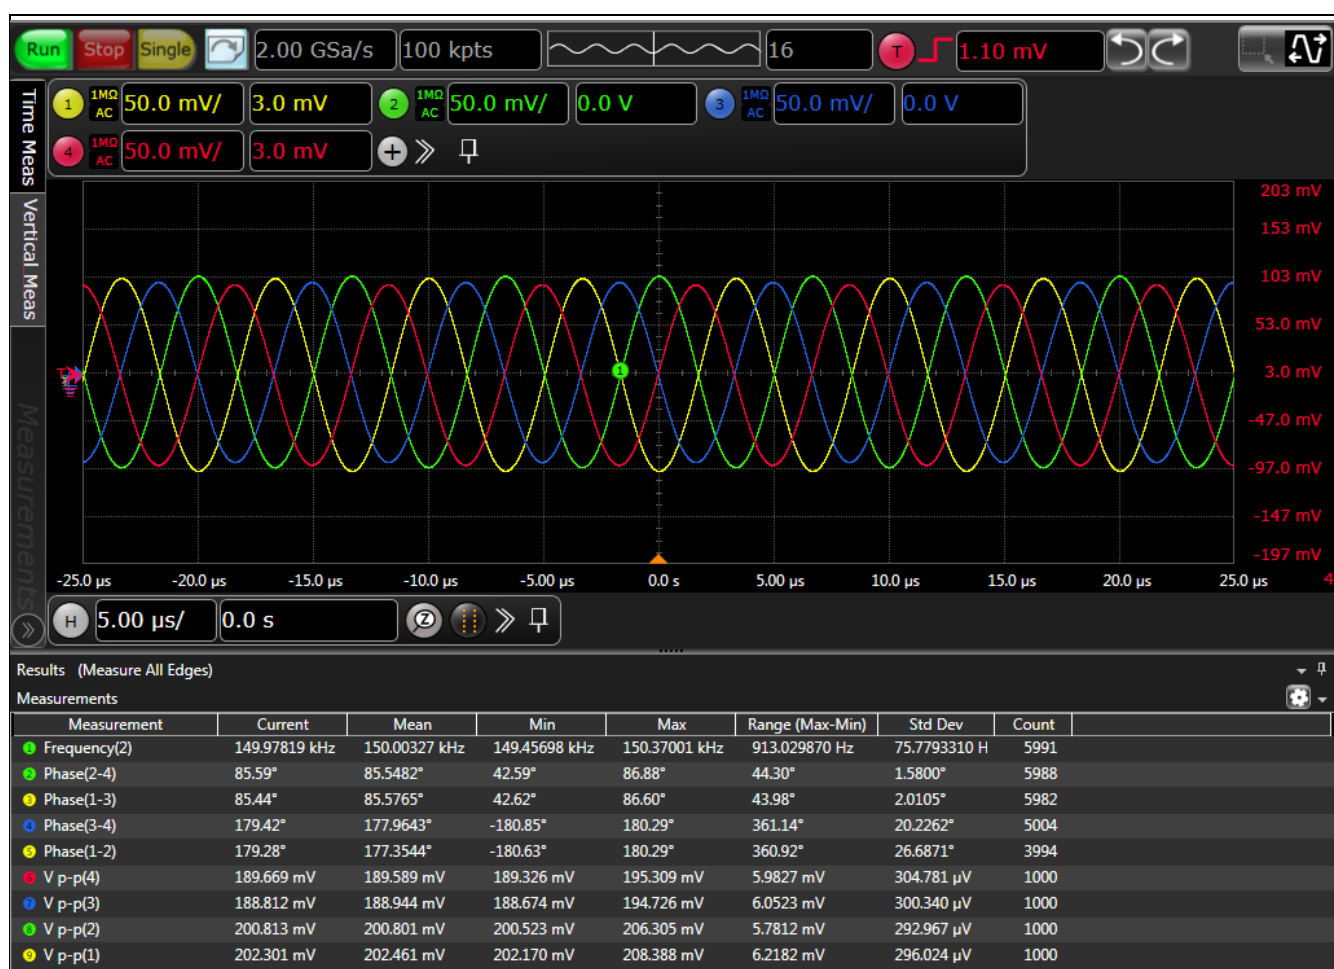 Run Stop Single 2.00 GSa/s 100 kpts 16 T 1.10 mV
1 1MΩ AC 50.0 mV/ 3.0 mV 2 1MΩ AC 50.0 mV/ 0.0 V 3 1MΩ AC 50.0 mV/ 0.0 V
4 1MΩ AC 50.0 mV/ 3.0 mV +
Time Meas
Vertical Meas
Measurements
203 mV
153 mV
103 mV
53.0 mV
3.0 mV
-47.0 mV
-97.0 mV
-147 mV
-197 mV
T
1
-25.0 µs -20.0 µs -15.0 µs -10.0 µs -5.00 µs 0.0 s 5.00 µs 10.0 µs 15.0 µs 20.0 µs 25.0 µs 4
H 5.00 µs/ 0.0 s Z
Results (Measure All Edges)
Measurements
Measurement Current Mean Min Max Range (Max-Min) Std Dev Count
1 Frequency(2) 149.97819 kHz 150.00327 kHz 149.45698 kHz 150.37001 kHz 913.029870 Hz 75.7793310 H 5991
2 Phase(2-4) 85.59° 85.5482° 42.59° 86.88° 44.30° 1.5800° 5988
3 Phase(1-3) 85.44° 85.5765° 42.62° 86.60° 43.98° 2.0105° 5982
4 Phase(3-4) 179.42° 177.9643° -180.85° 180.29° 361.14° 20.2262° 5004
5 Phase(1-2) 179.28° 177.3544° -180.63° 180.29° 360.92° 26.6871° 3994
6 V p-p(4) 189.669 mV 189.589 mV 189.326 mV 195.309 mV 5.9827 mV 304.781 µV 1000
7 V p-p(3) 188.812 mV 188.944 mV 188.674 mV 194.726 mV 6.0523 mV 300.340 µV 1000
8 V p-p(2) 200.813 mV 200.801 mV 200.523 mV 206.305 mV 5.7812 mV 292.967 µV 1000
9 V p-p(1) 202.301 mV 202.461 mV 202.170 mV 208.388 mV 6.2182 mV 296.024 µV 1000